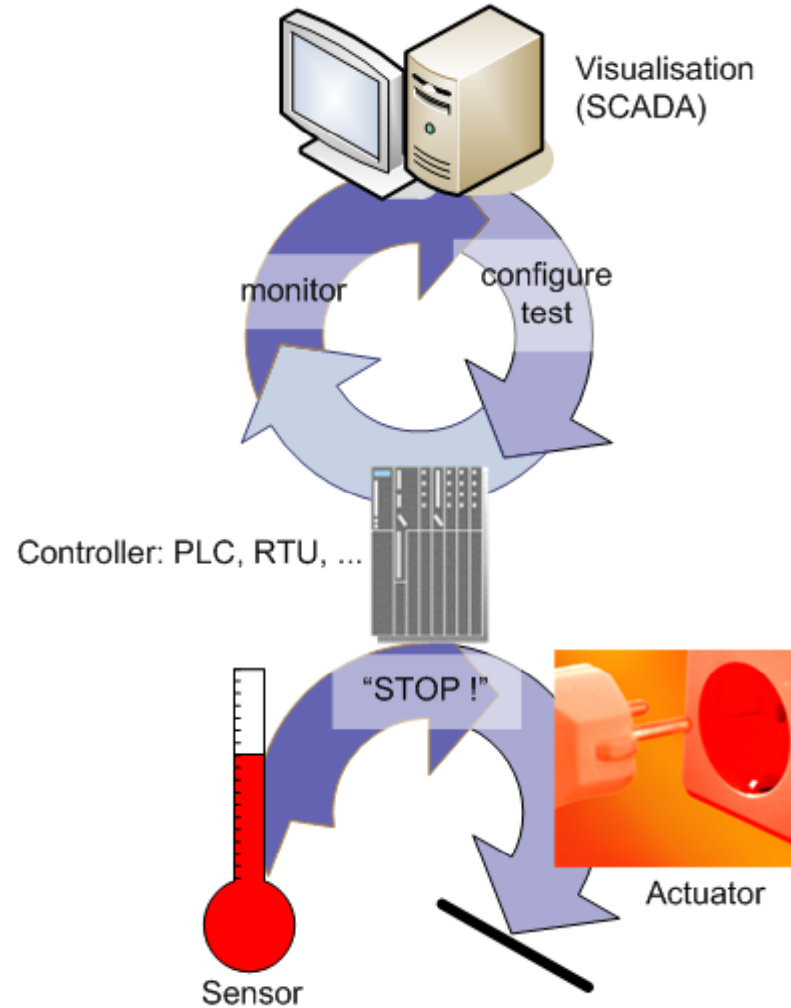 Visualisation
(SCADA)
monitor
configure
test
Controller: PLC, RTU, ...
“STOP !”
Actuator
Sensor